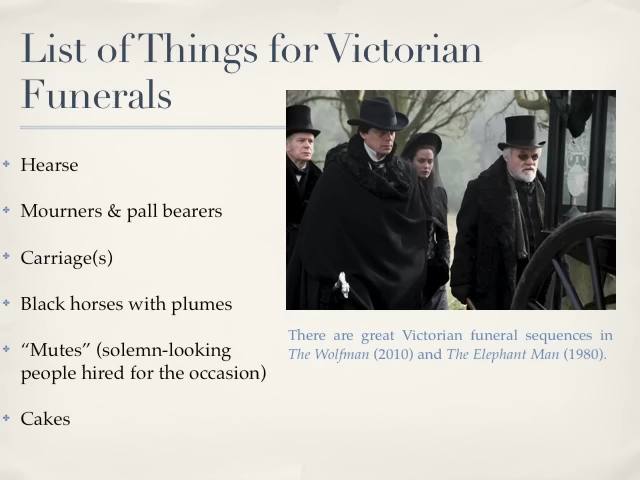 List of Things for Victorian
Funerals
Hearse
Mourners & pall bearers
Carriage(s)
Black horses with plumes
“Mutes” (solemn-looking
people hired for the occasion)
Cakes
There are great Victorian funeral sequences in
The Wolfman (2010) and The Elephant Man (1980).